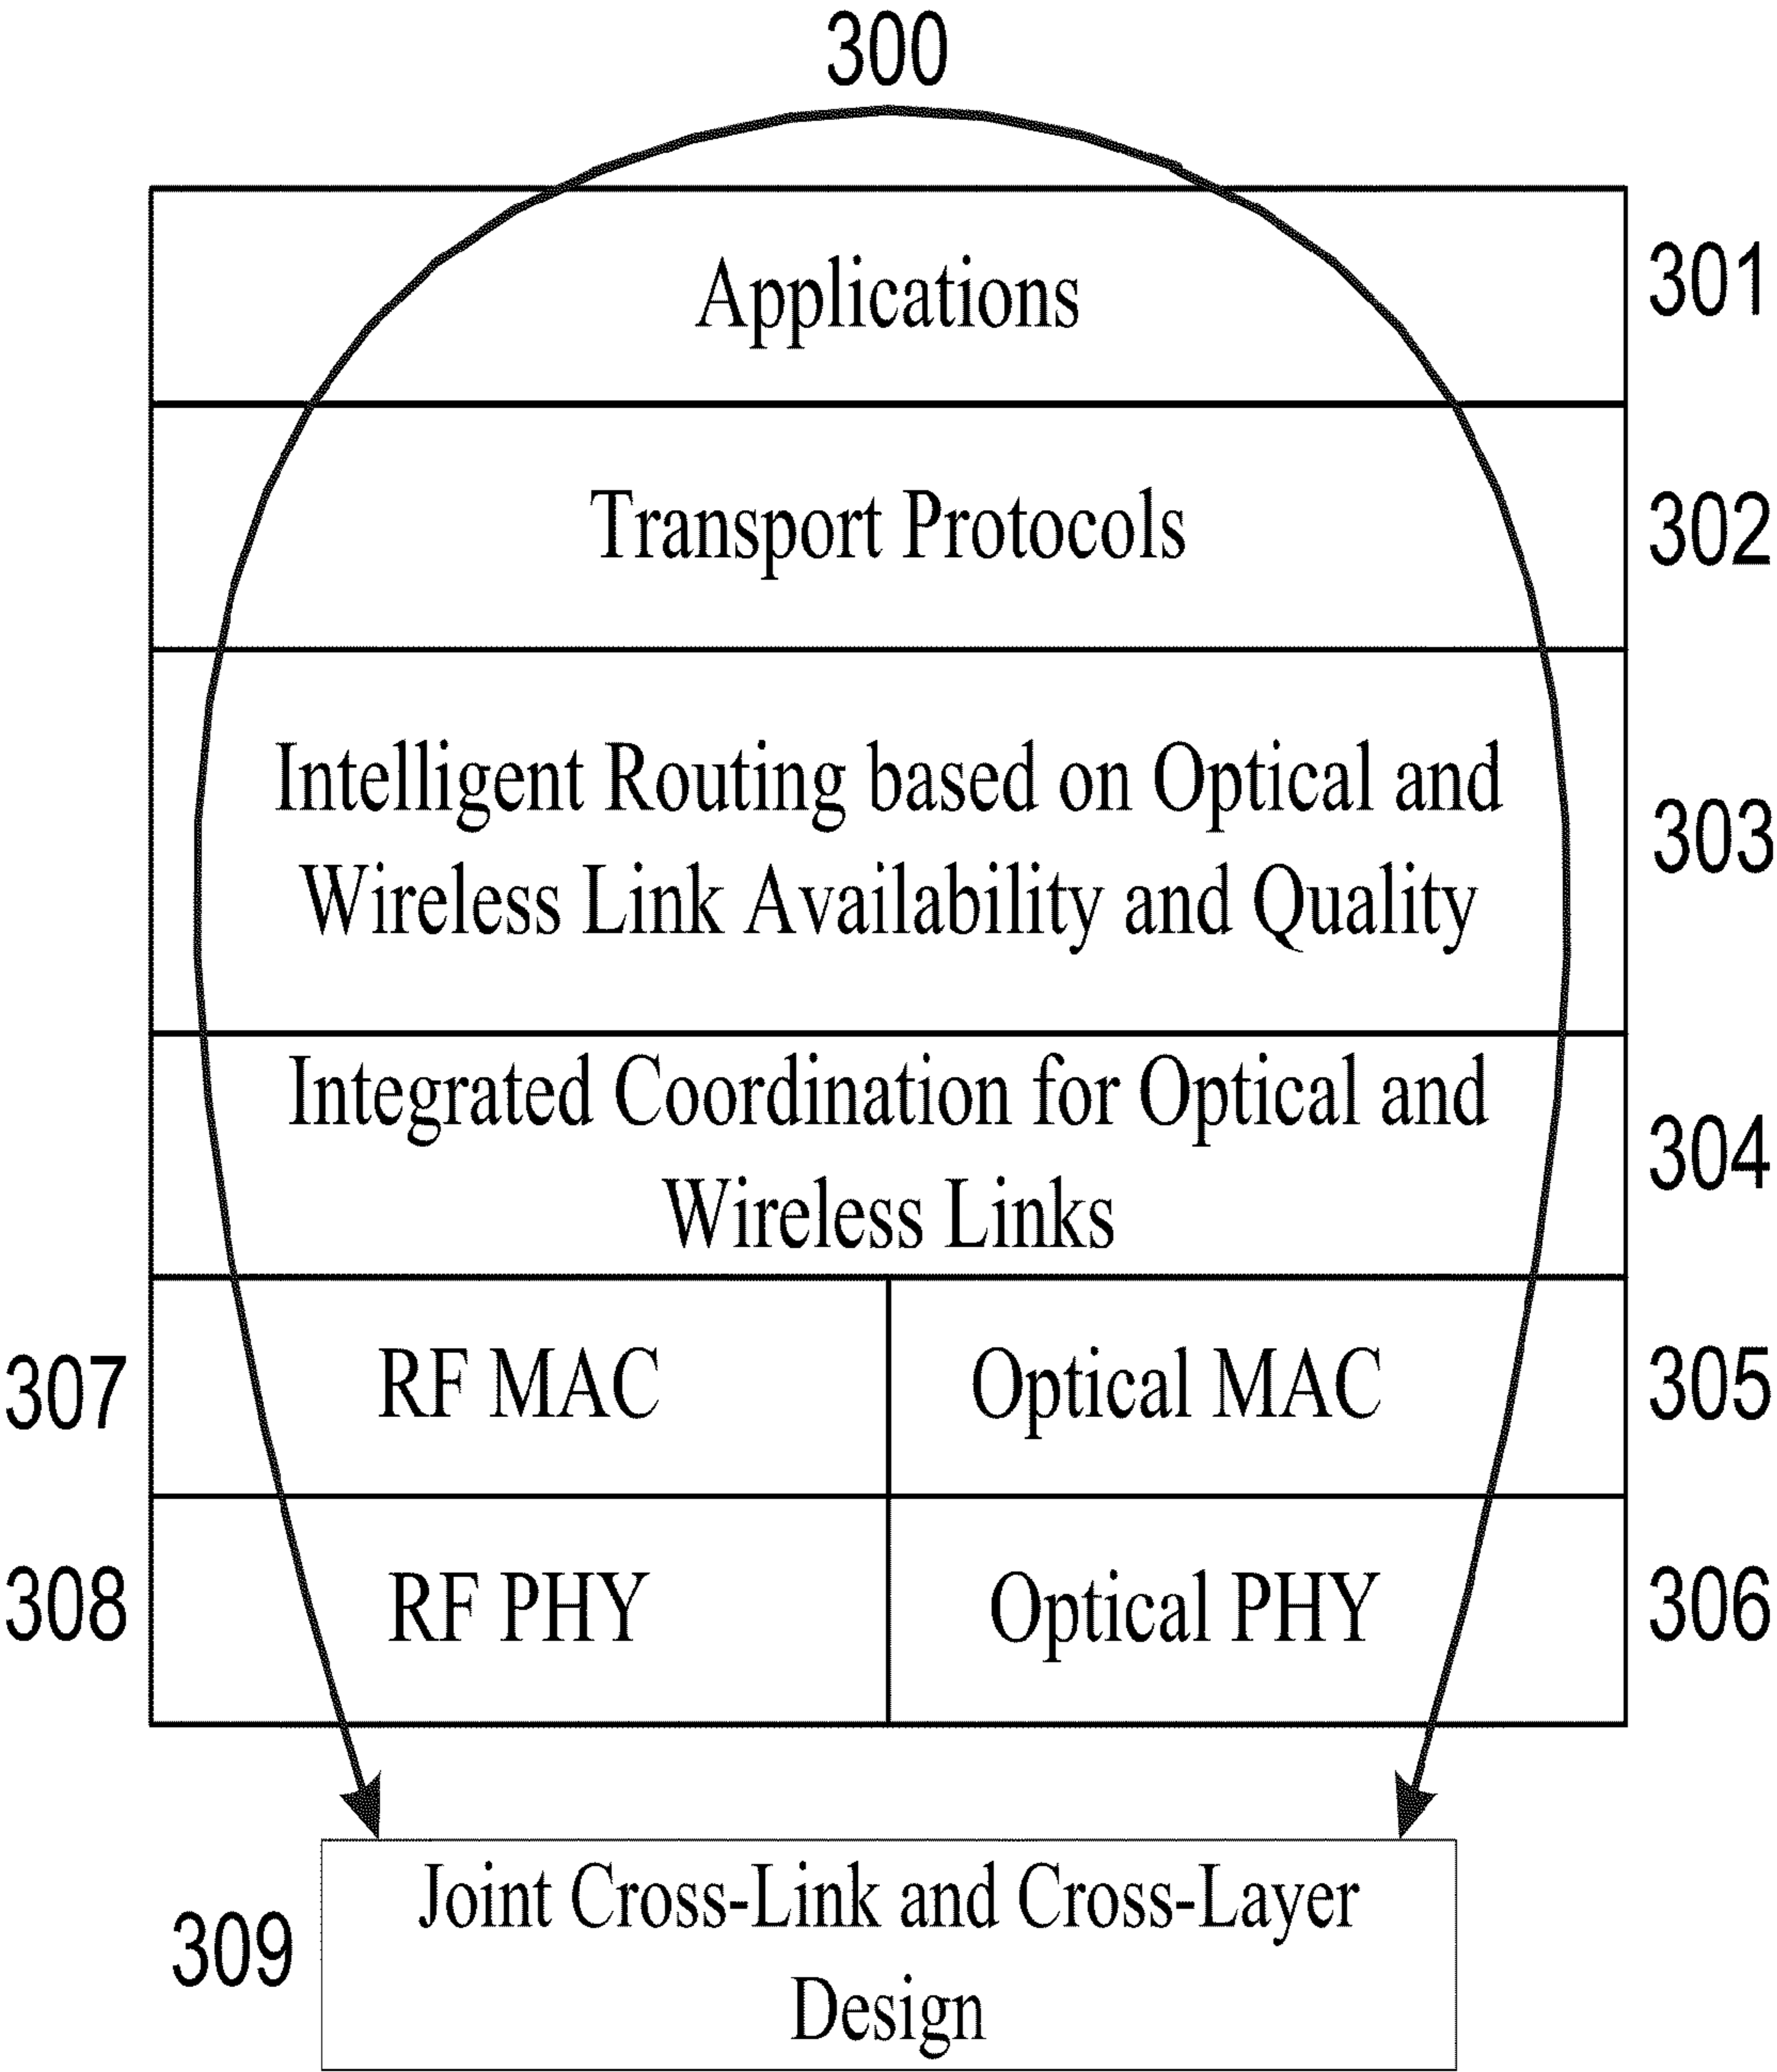 300
Applications
301
Transport Protocols
302
Intelligent Routing based on Optical and
Wireless Link Availability and Quality
303
Integrated Coordination for Optical and
Wireless Links
304
307
RF MAC
Optical MAC
305
308
RF PHY
Optical PHY
306
309
Joint Cross-Link and Cross-Layer
Design